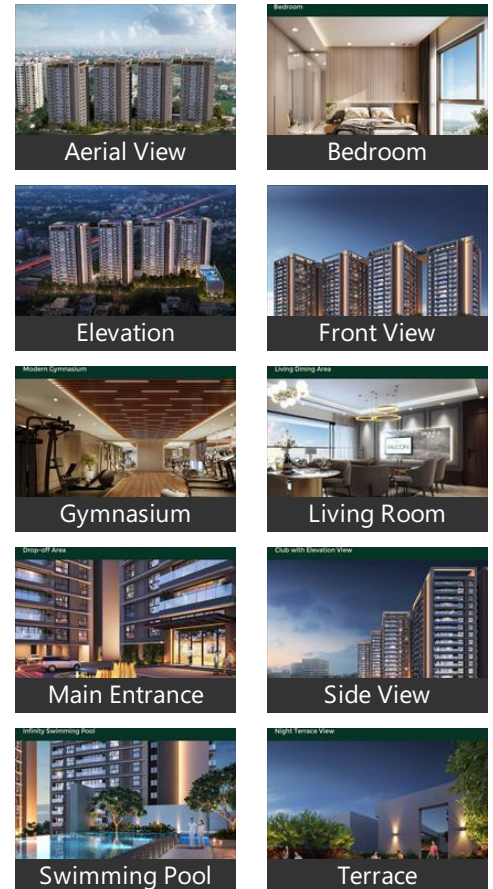 Bedroom
Aerial View
Bedroom
Elevation
Front View
Modern Gymnasium
Living Dining Area
FALCON
Gymnasium
Living Room
Drop-off Area
Club with Elevation View
Main Entrance
Side View
Infinity Swimming Pool
Night Terrace View
Swimming Pool
Terrace